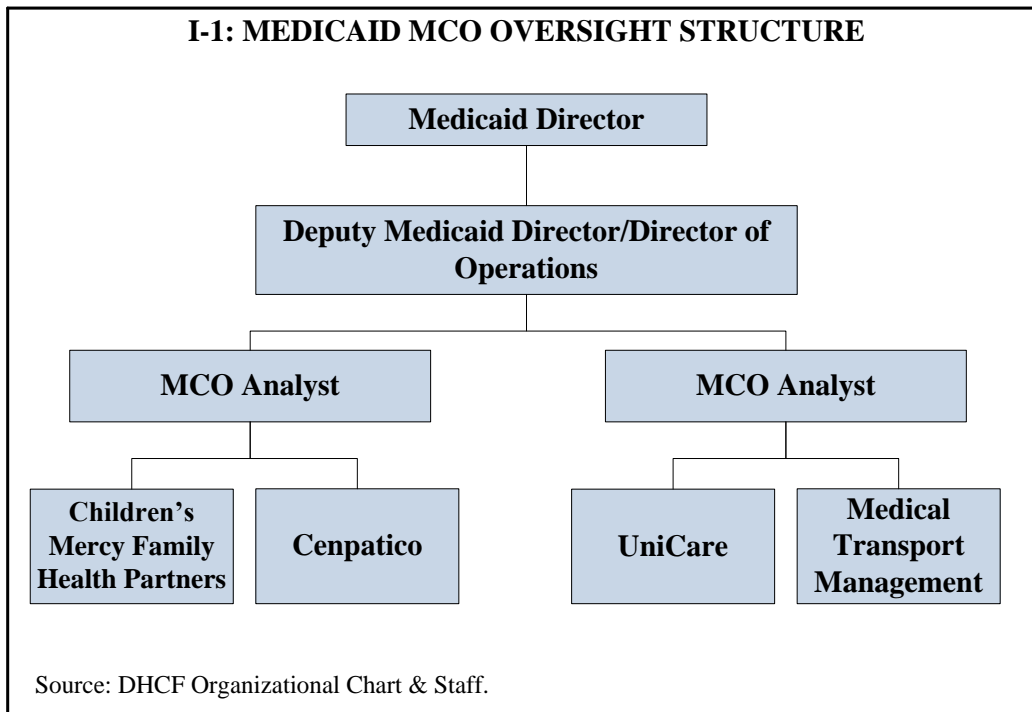 I-1: MEDICAID MCO OVERSIGHT STRUCTURE
Medicaid Director
Deputy Medicaid Director/Director of
Operations
MCO Analyst
MCO Analyst
Children’s
Mercy Family
Health Partners
Cenpatico
UniCare
Medical
Transport
Management
Source: DHCF Organizational Chart & Staff.